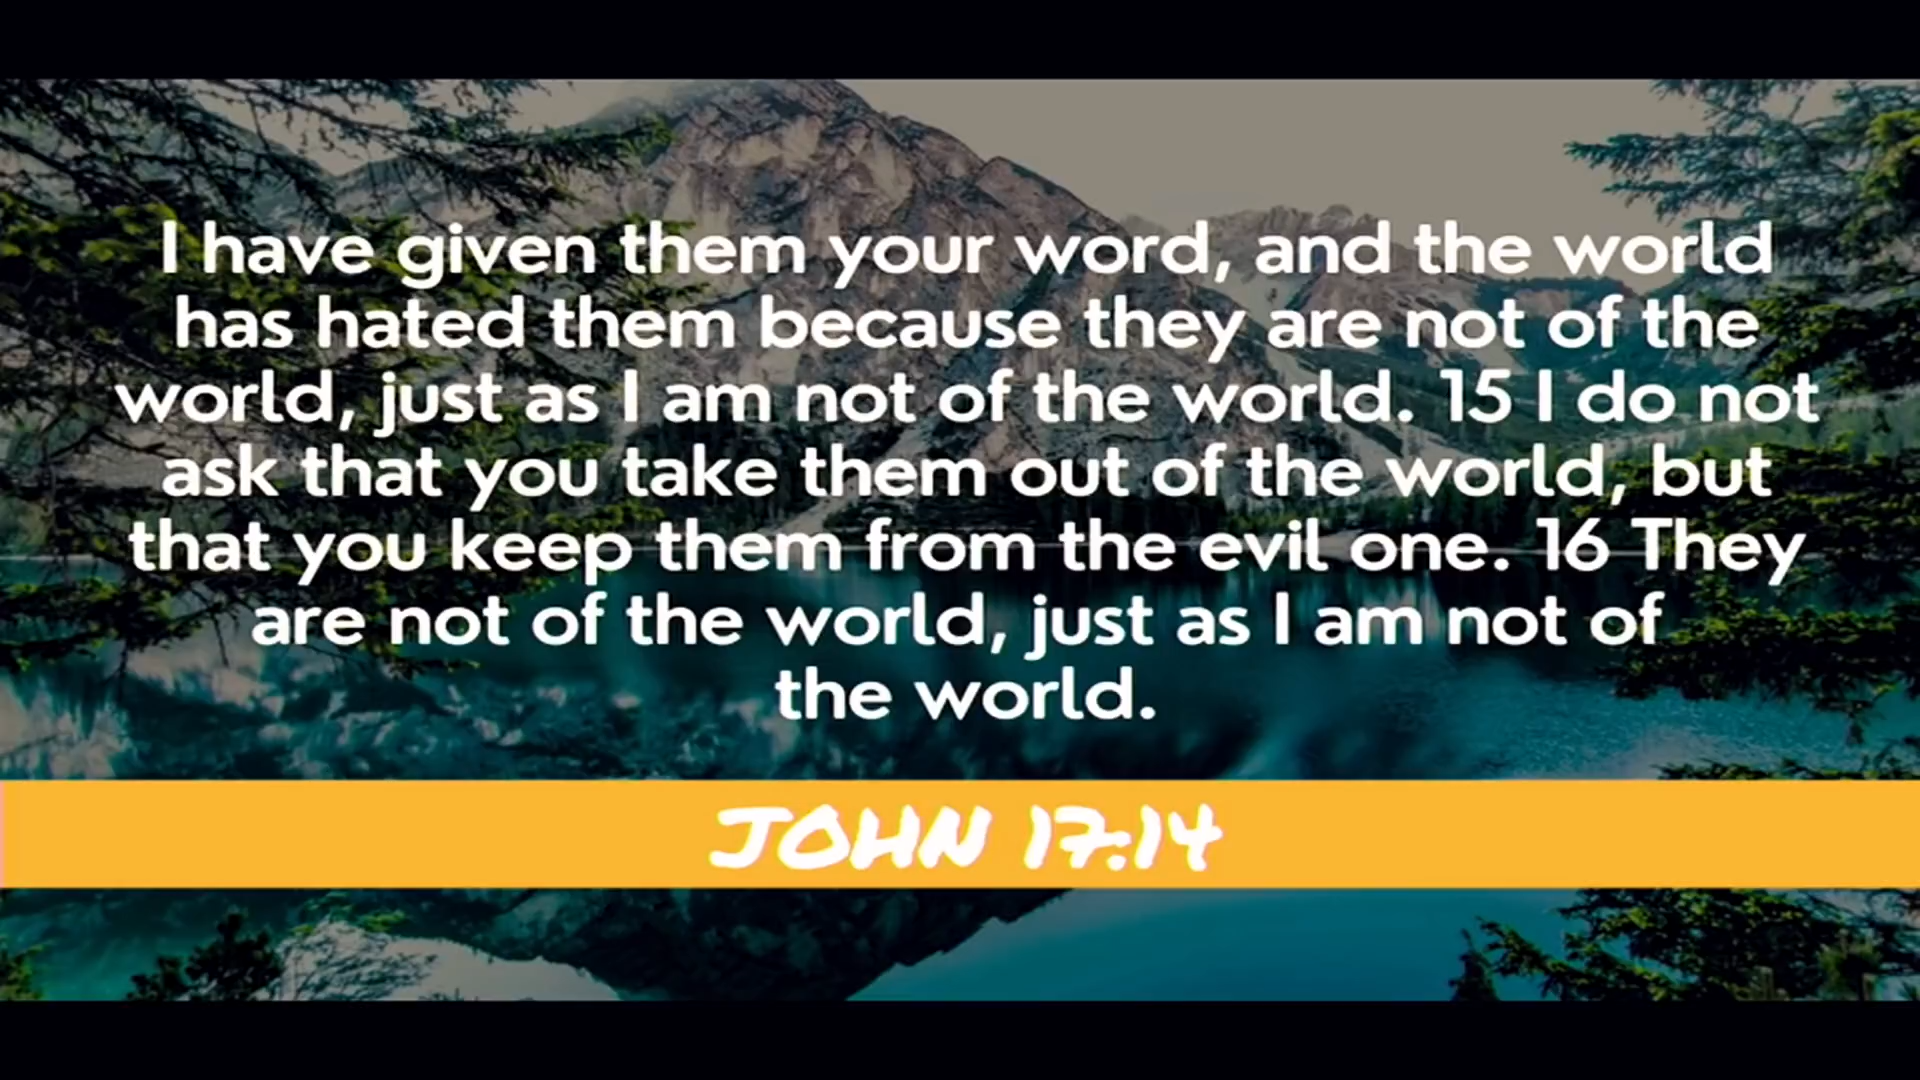 I have given them your word, and the world
has hated them because they are not of the
world, just as I am not of the world. 15 I do not
ask that you take them out of the world, but
that you keep them from the evil one. 16 They
are not of the world, just as I am not of
the world.
JOHN 17:14